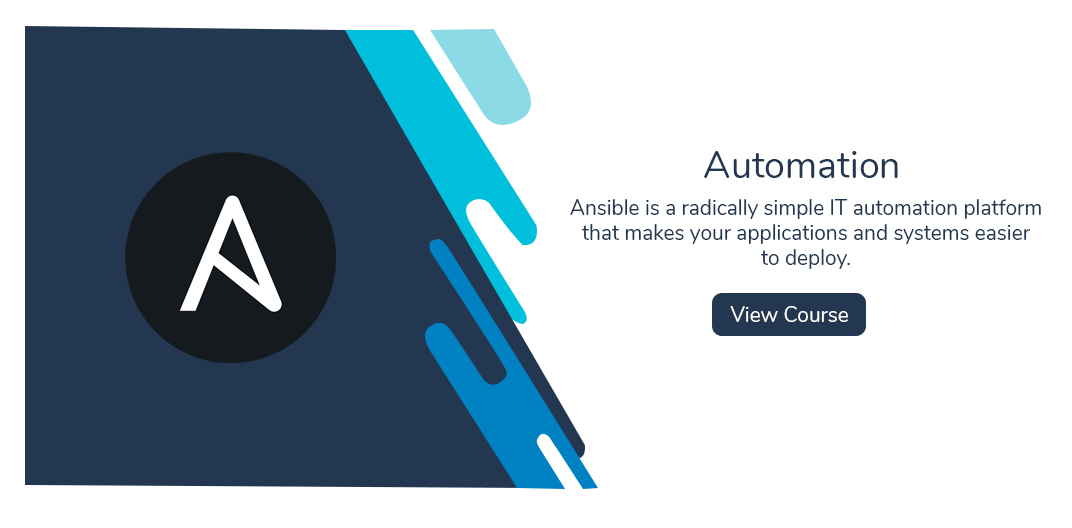 Automation
Ansible is a radically simple IT automation platform
that makes your applications and systems easier
to deploy.
View Course